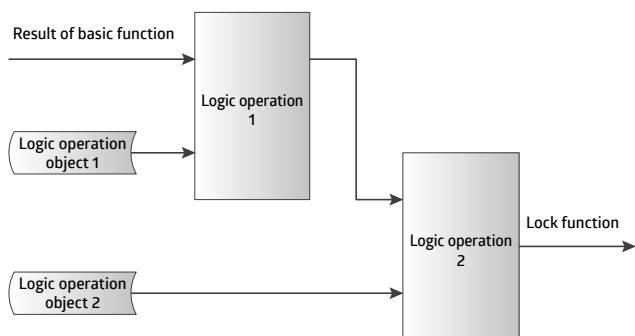 Result of basic function
Logic operation
1
Logic operation
object 1
Lock function
Logic operation
2
Logic operation
object 2